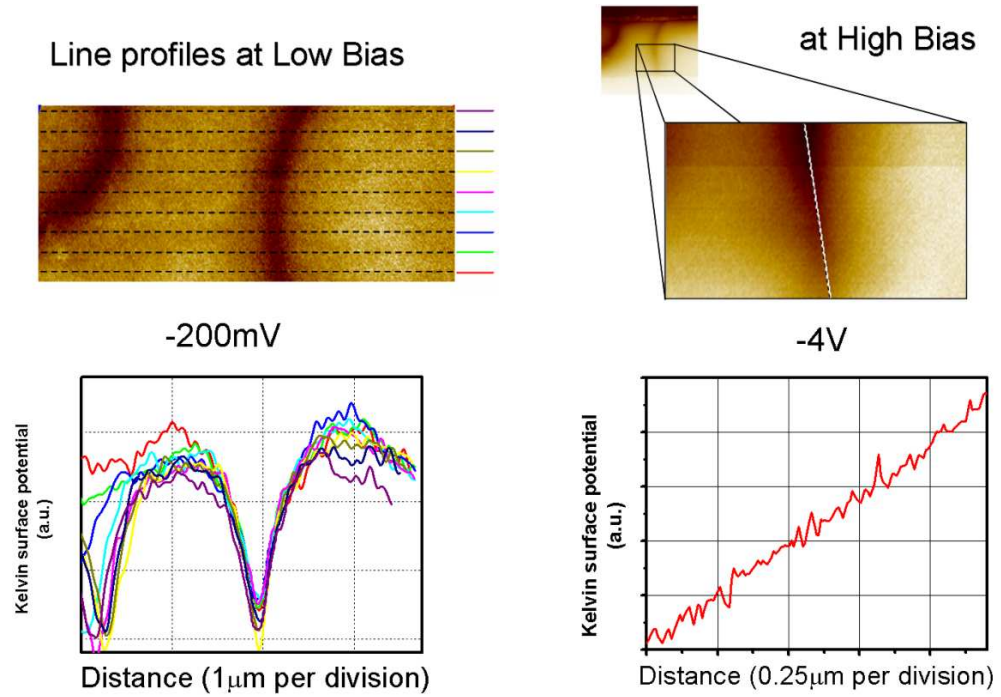 Line profiles at Low Bias
at High Bias
-200mV
-4V
Kelvin surface potential
(a.u.)
Distance (1μm per division)
Kelvin surface potential
(a.u.)
Distance (0.25μm per division)